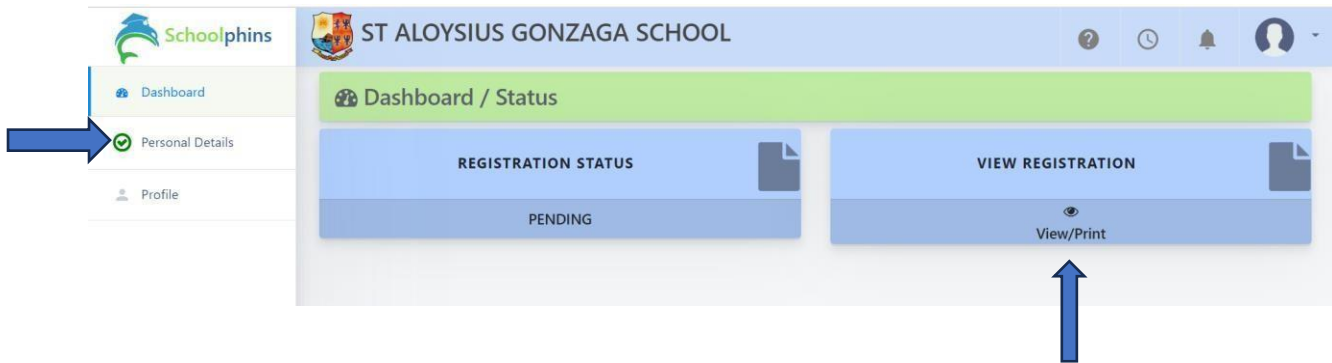 Schoolphins
ST ALOYSIUS GONZAGA SCHOOL
Dashboard
Personal Details
Profile
Dashboard / Status
REGISTRATION STATUS
PENDING
VIEW REGISTRATION
View/Print